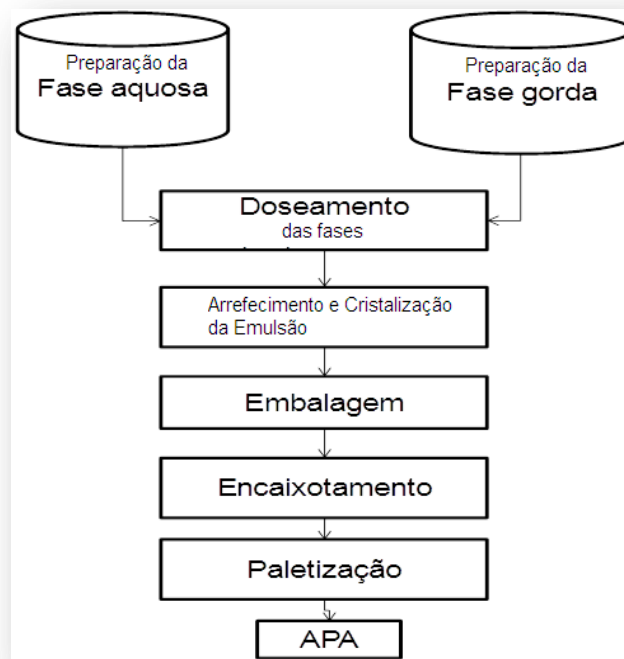 Preparação da
Fase aquosa
Preparação da
Fase gorda
Doseamento
das fases
Arrefecimento e Cristalização
da Emulsão
Embalagem
Encaixotamento
Paletização
APA